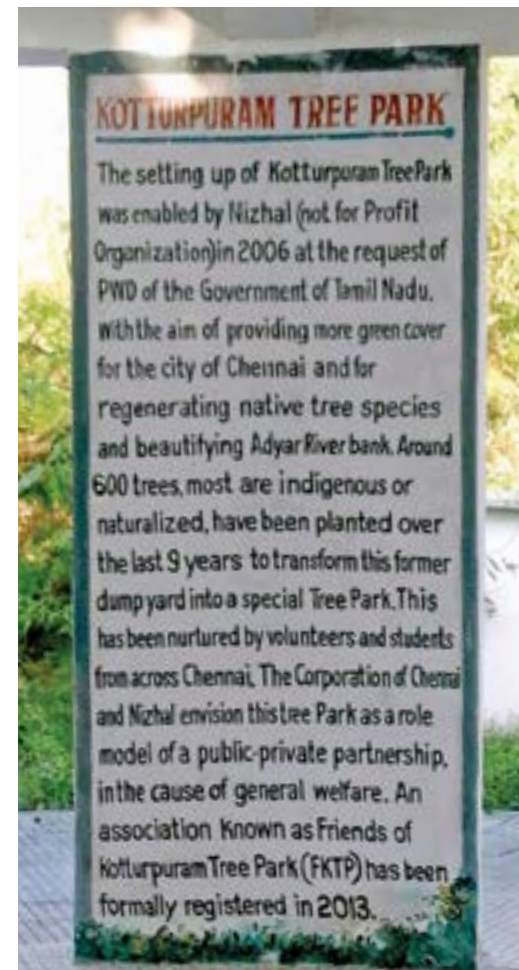 KOTTURPURAM TREE PARK
The setting up of Kotturpuram Tree Park
was enabled by Nizhal (not for Profit
Organization) in 2006 at the request of
PWD of the Government of Tamil Nadu.
with the aim of providing more green cover
for the city of Chennai and for
regenerating native tree species
and beautifying Adyar River bank. Around
600 trees, most are indigenous or
naturalized, have been planted over
the last 9 years to transform this former
dump yard into a special Tree Park. This
has been nurtured by volunteers and students
from across Chennai. The Corporation of Chennai
and Nizhal envision this tree Park as a role
model of a public-private partnership,
in the cause of general welfare. An
association Known as Friends of
Kotturpuram Tree Park (FKTP) has been
formally registered in 2013.